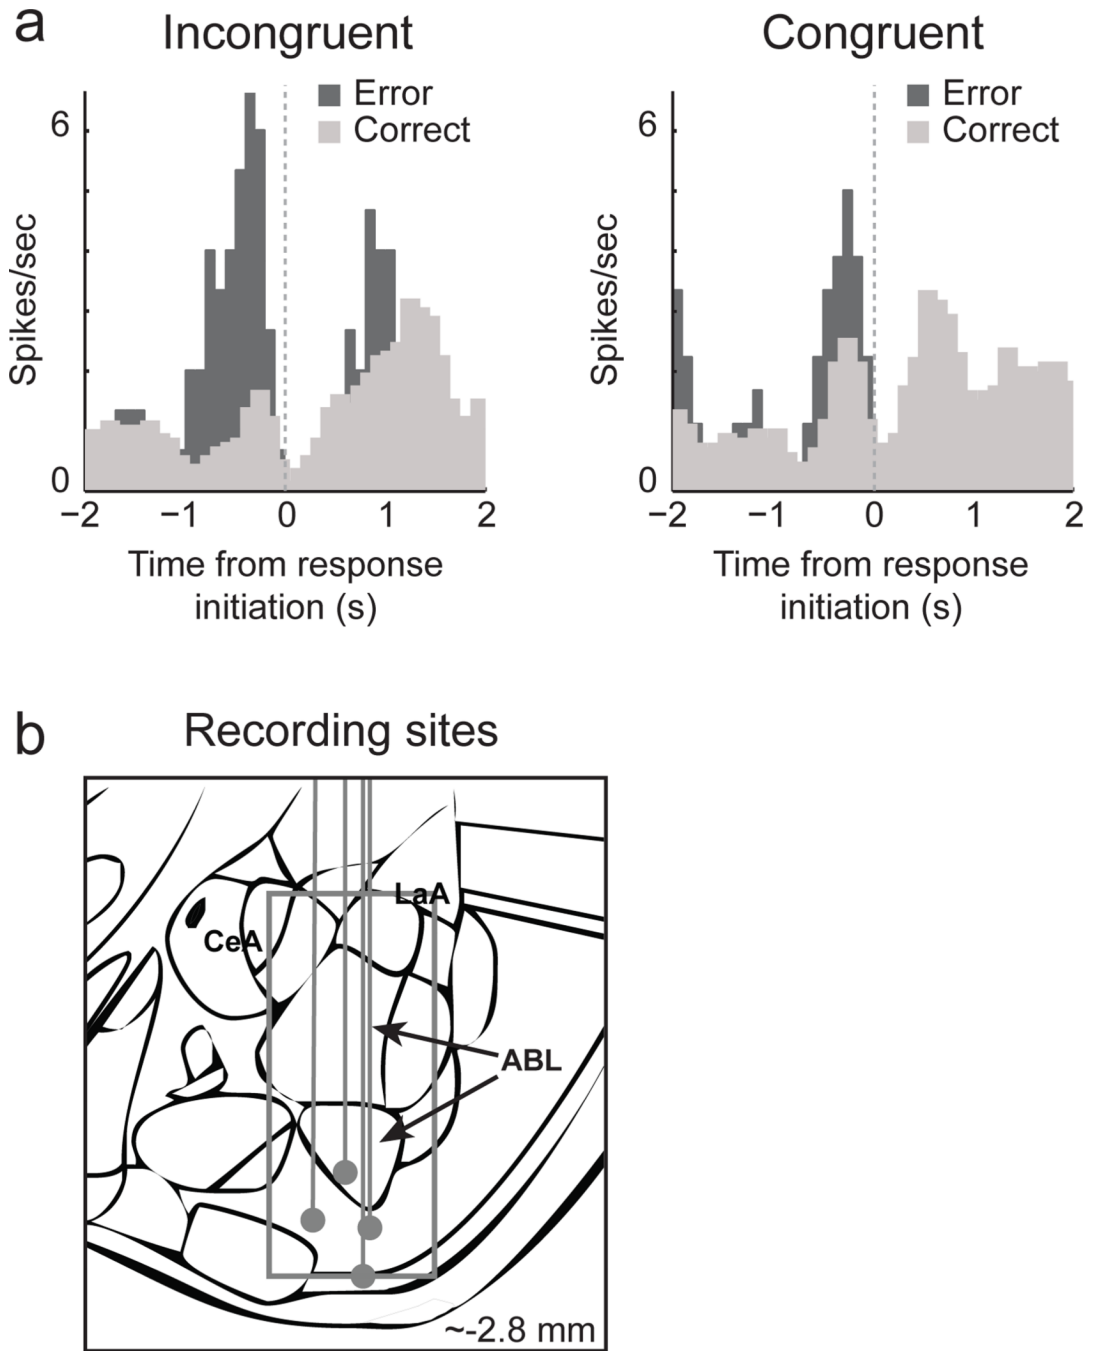 a
Incongruent
Congruent
Error
Correct
6
Spikes/sec
0
−2 −1 0 1 2
Time from response
initiation (s)
Error
Correct
6
Spikes/sec
0
−2 −1 0 1 2
Time from response
initiation (s)
b
Recording sites
LaA
CeA
ABL
~-2.8 mm